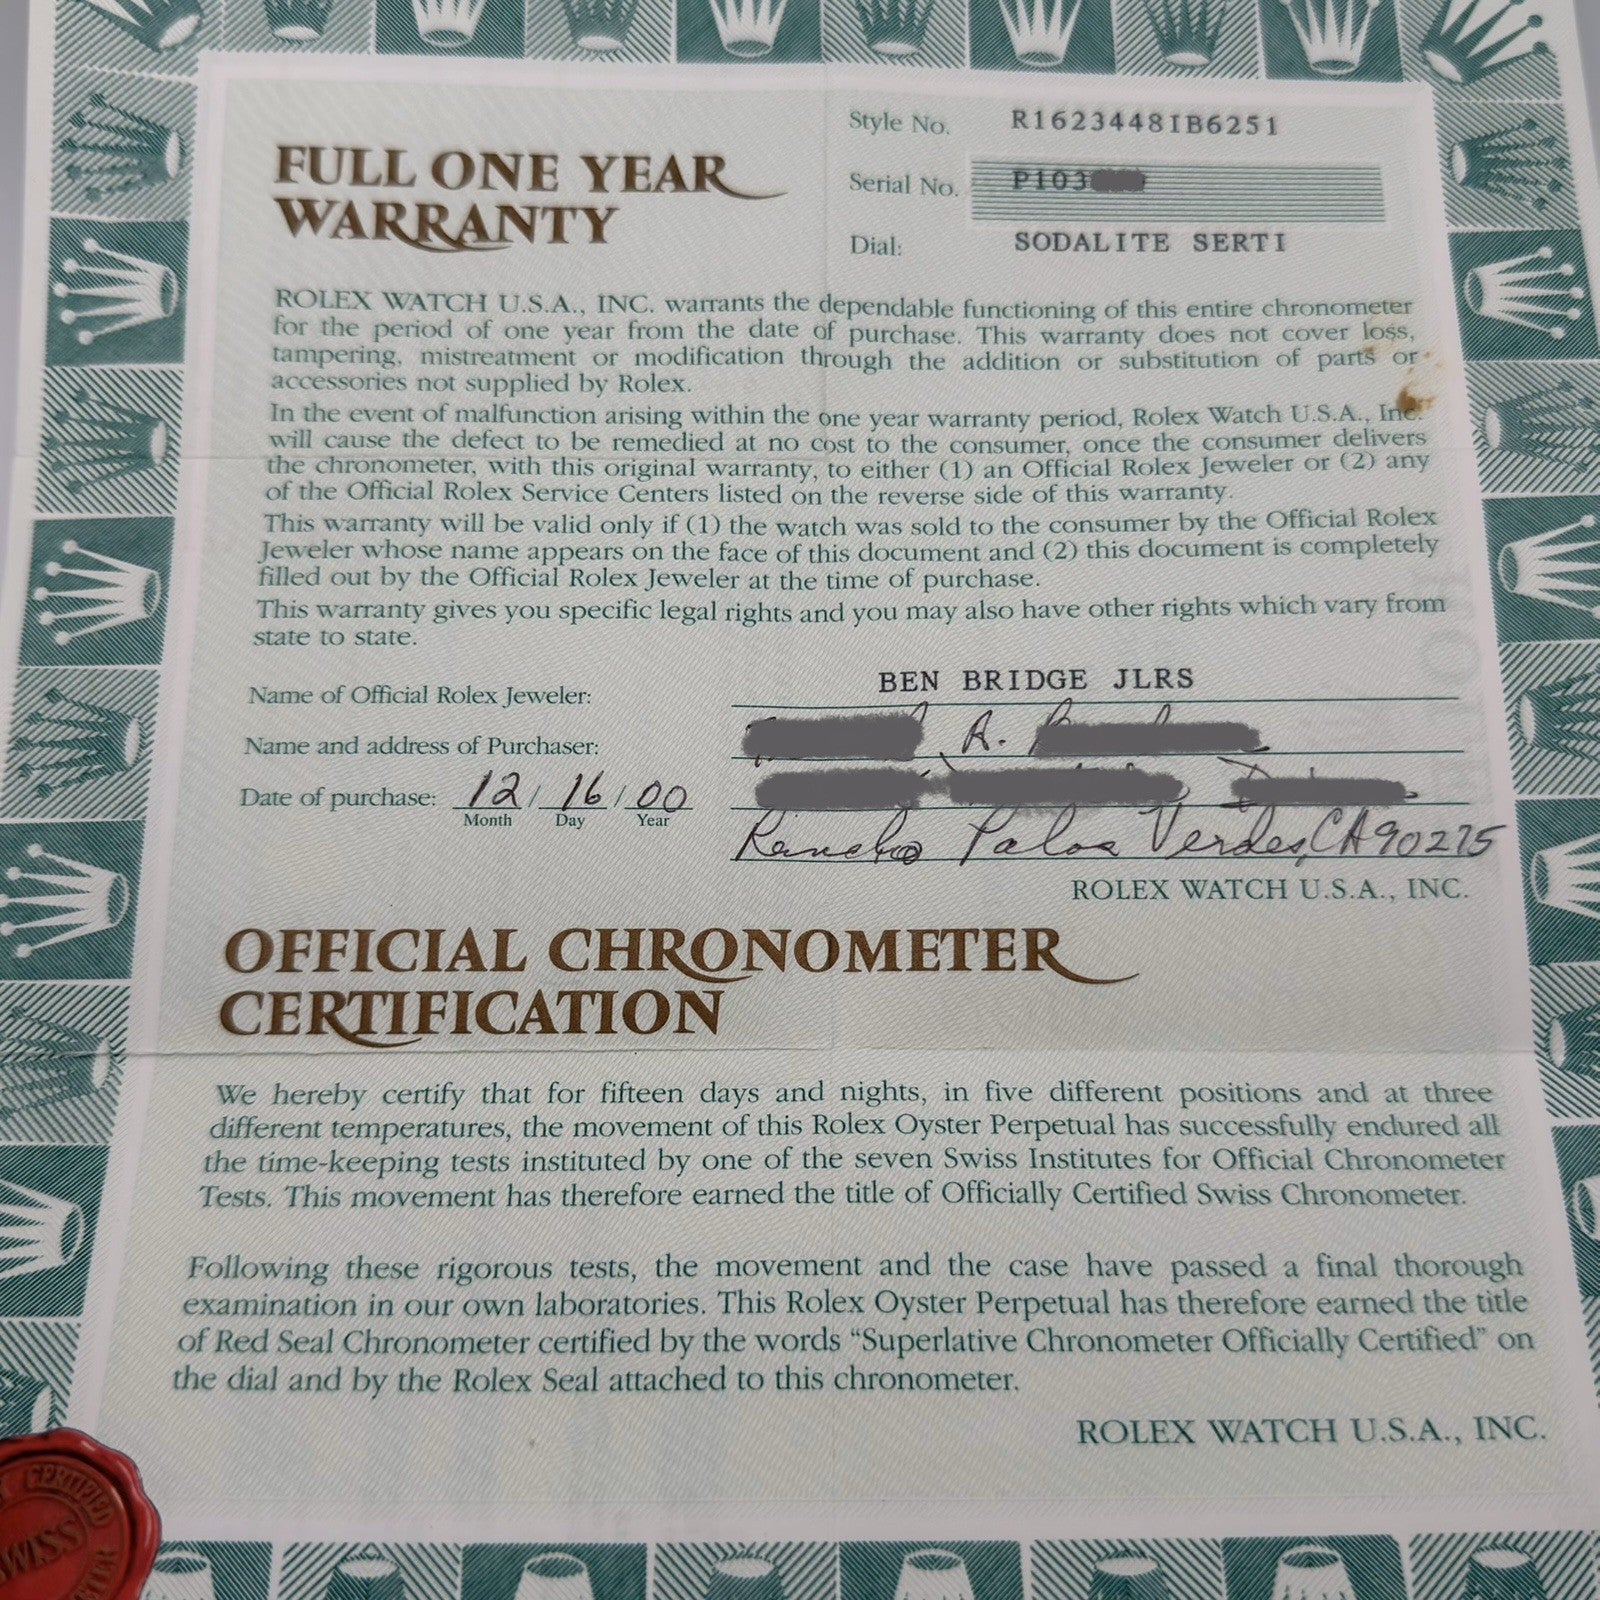 FULL ONE YEAR
WARRANTY
Style No. R1623448IB6251
Serial No. P103
Dial: SODALITE SERTI
ROLEX WATCH U.S.A., INC. warrants the dependable functioning of this entire chronometer
for the period of one year from the date of purchase. This warranty does not cover loss,
tampering, mistreatment or modification through the addition or substitution of parts or
accessories not supplied by Rolex.
In the event of malfunction arising within the one year warranty period, Rolex Watch U.S.A., Inc.
will cause the defect to be remedied at no cost to the consumer, once the consumer delivers
the chronometer, with this original warranty, to either (1) an Official Rolex Jeweler or (2) any
of the Official Rolex Service Centers listed on the reverse side of this warranty.
This warranty will be valid only if (1) the watch was sold to the consumer by the Official Rolex
Jeweler whose name appears on the face of this document and (2) this document is completely
filled out by the Official Rolex Jeweler at the time of purchase.
This warranty gives you specific legal rights and you may also have other rights which vary from
state to state.
Name of Official Rolex Jeweler: BEN BRIDGE JLRS
Name and address of Purchaser: A.
Date of purchase: 12 / 16 / 00
Month Day Year
Rancho Palos Verdes, CA 90275
ROLEX WATCH U.S.A., INC.
OFFICIAL CHRONOMETER
CERTIFICATION
We hereby certify that for fifteen days and nights, in five different positions and at three
different temperatures, the movement of this Rolex Oyster Perpetual has successfully endured all
the time-keeping tests instituted by one of the seven Swiss Institutes for Official Chronometer
Tests. This movement has therefore earned the title of Officially Certified Swiss Chronometer.
Following these rigorous tests, the movement and the case have passed a final thorough
examination in our own laboratories. This Rolex Oyster Perpetual has therefore earned the title
of Red Seal Chronometer certified by the words “Superlative Chronometer Officially Certified” on
the dial and by the Rolex Seal attached to this chronometer.
ROLEX WATCH U.S.A., INC.
CERTIFIED